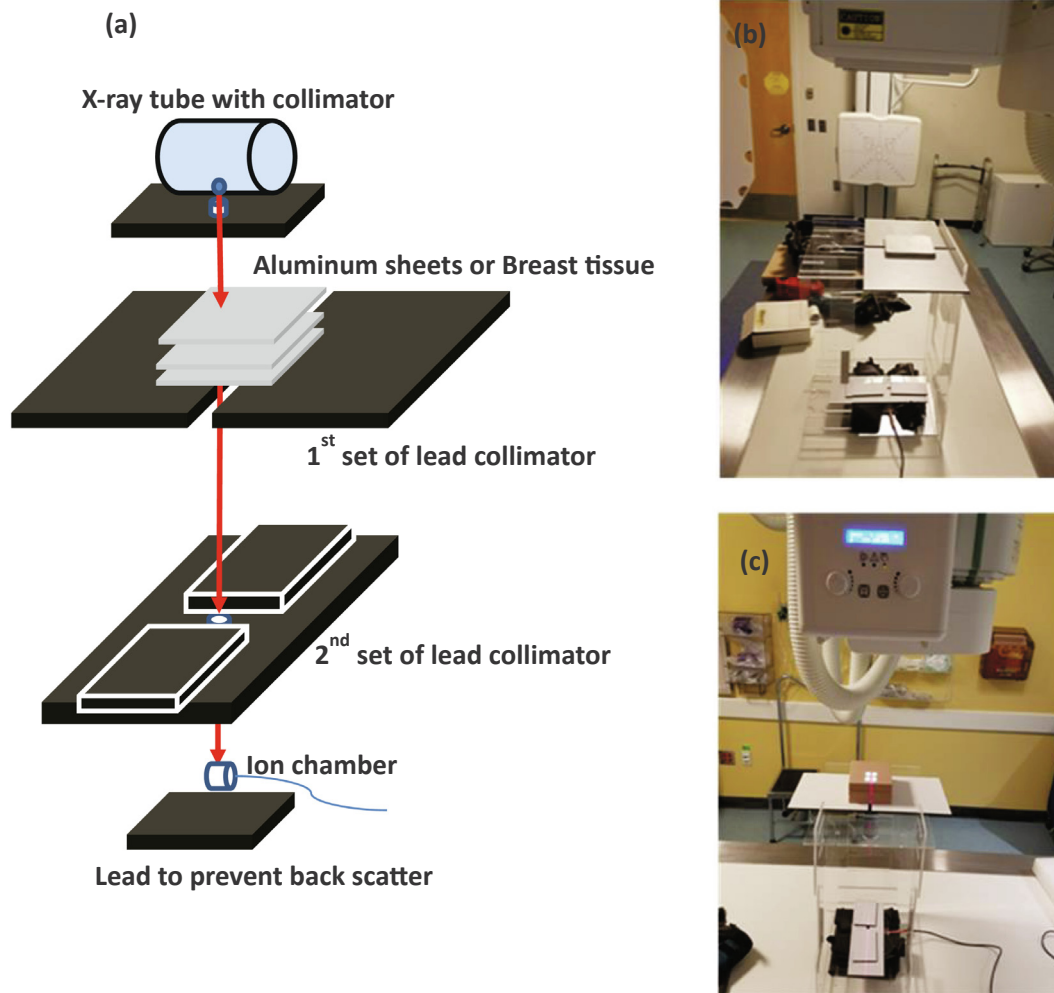 (a)
X-ray tube with collimator
Aluminum sheets or Breast tissue
1st set of lead collimator
2nd set of lead collimator
Ion chamber
Lead to prevent back scatter
(b)
CAUTION
(c)